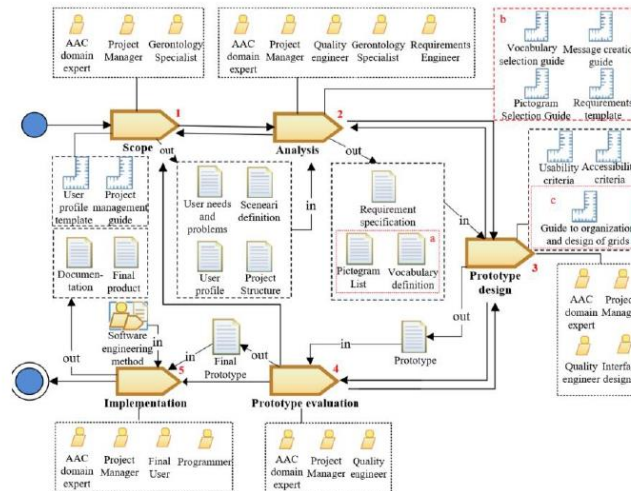 AAC domain expert
Project Manager
Gerontology Specialist
AAC domain expert
Project Manager
Quality engineer
Gerontology Specialist
Requirements Engineer
b
Vocabulary selection guide
Message creation guide
Pictogram Selection Guide
Requirements template
1
Scope
2
Analysis
out
out
in
User profile template
Project management guide
User needs and problems
Sceneari definition
User profile
Project Structure
Requirement specification
a
Pictogram List
Vocabulary definition
in
Usability criteria
Accessibility criteria
c
Guide to organization and design of grids
Prototype design
3
Documen-tation
Final product
Software engineering method
in
out
in
Final Prototype
out
in
Prototype
out
AAC domain expert
Project Manager
Quality engineer
5
Implementation
4
Prototype evaluation
AAC domain expert
Project Manager
Final User
Programmer
AAC domain expert
Project Manager
Quality engineer